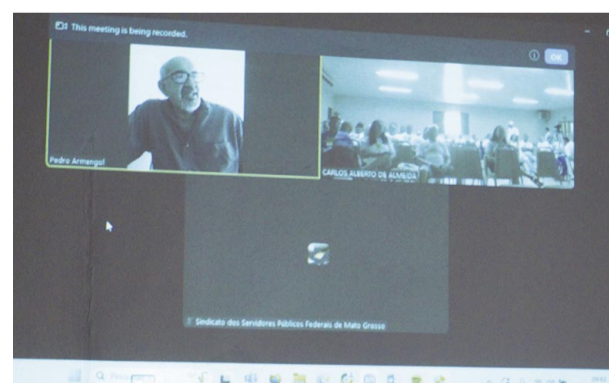 This meeting is being recorded.
OK
Pedro Armengol
CARLOS ALBERTO DE ALMEIDA
Sindicato dos Servidores Públicos Federais de Mato Grosso